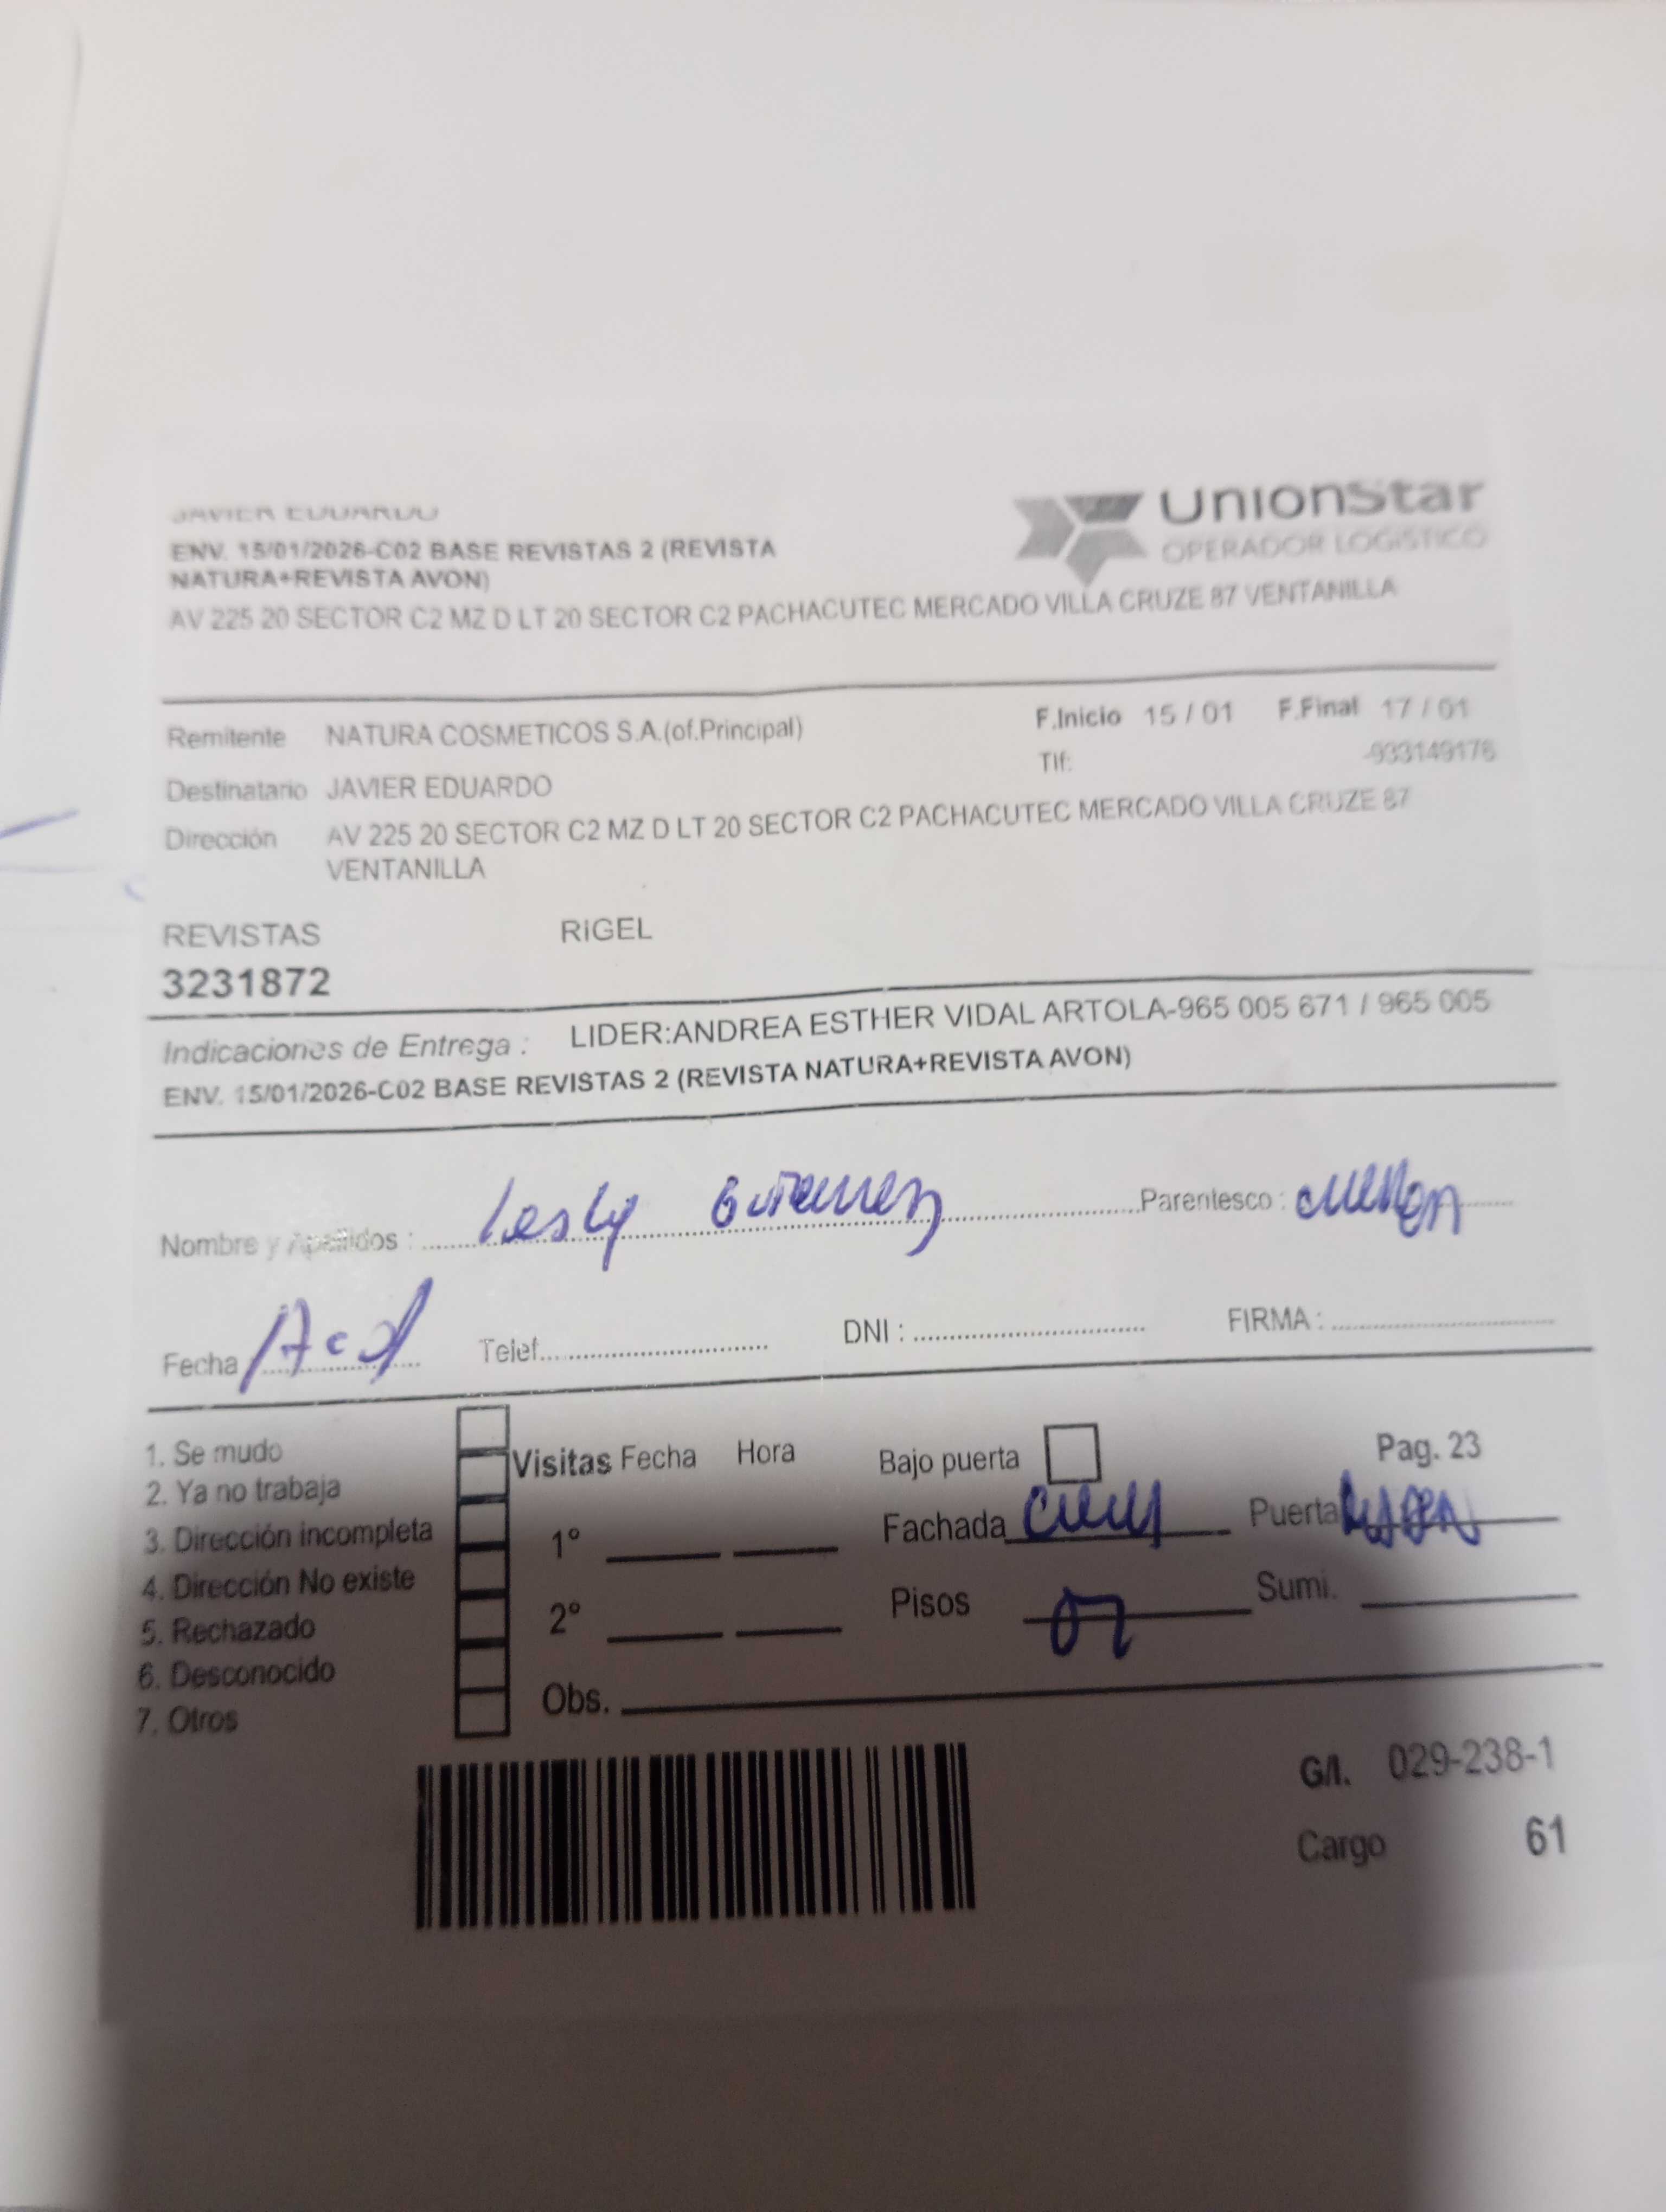 JAVIER EDUARDO
UnionStar
OPERADOR LOGÍSTICO
ENV. 15/01/2026-C02 BASE REVISTAS 2 (REVISTA
NATURA+REVISTA AVON)
AV 225 20 SECTOR C2 MZ D LT 20 SECTOR C2 PACHACUTEC MERCADO VILLA CRUZE 87 VENTANILLA
Remitente NATURA COSMETICOS S.A.(of.Principal) F.Inicio 15 / 01 F.Final 17 / 01
Tlf: -933149176
Destinatario JAVIER EDUARDO
Dirección AV 225 20 SECTOR C2 MZ D LT 20 SECTOR C2 PACHACUTEC MERCADO VILLA CRUZE 87
VENTANILLA
REVISTAS RIGEL
3231872
Indicaciones de Entrega : LIDER:ANDREA ESTHER VIDAL ARTOLA-965 005 671 / 965 005
ENV. 15/01/2026-C02 BASE REVISTAS 2 (REVISTA NATURA+REVISTA AVON)
Nombre y Apellidos : Lesly Parentesco :
Fecha Telef. DNI : FIRMA :
1. Se mudo
2. Ya no trabaja
3. Dirección incompleta
4. Dirección No existe
5. Rechazado
6. Desconocido
7. Otros
Visitas Fecha Hora
1°
2°
Obs.
Bajo puerta Pag. 23
Fachada Puerta
Pisos Sumi.
G/I. 029-238-1
Cargo 61